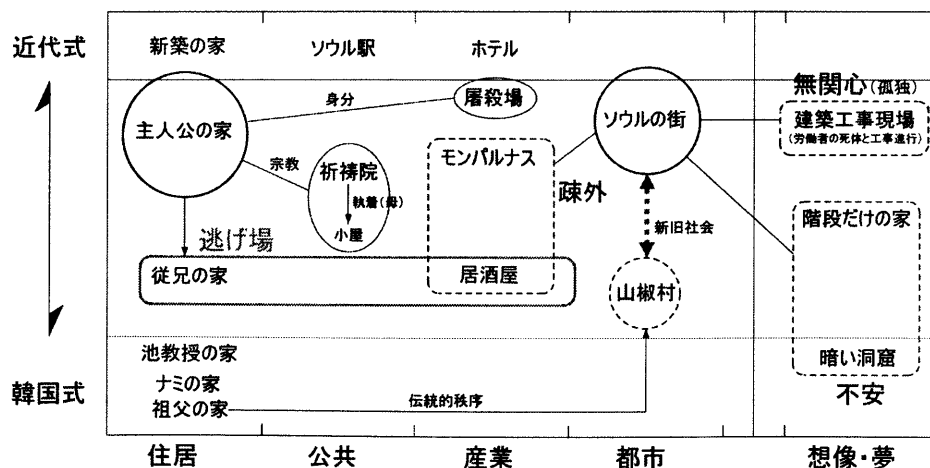 近代式
韓国式
新築の家
ソウル駅
ホテル
主人公の家
身分
屠殺場
ソウルの街
無関心(孤独)
建築工事現場
(労働者の死体と工事進行)
宗教
祈祷院
執着(母)
小屋
モンパルナス
疎外
階段だけの家
逃げ場
新旧社会
従兄の家
居酒屋
山椒村
暗い洞窟
池教授の家
ナミの家
祖父の家
伝統的秩序
不安
住居
公共
産業
都市
想像・夢